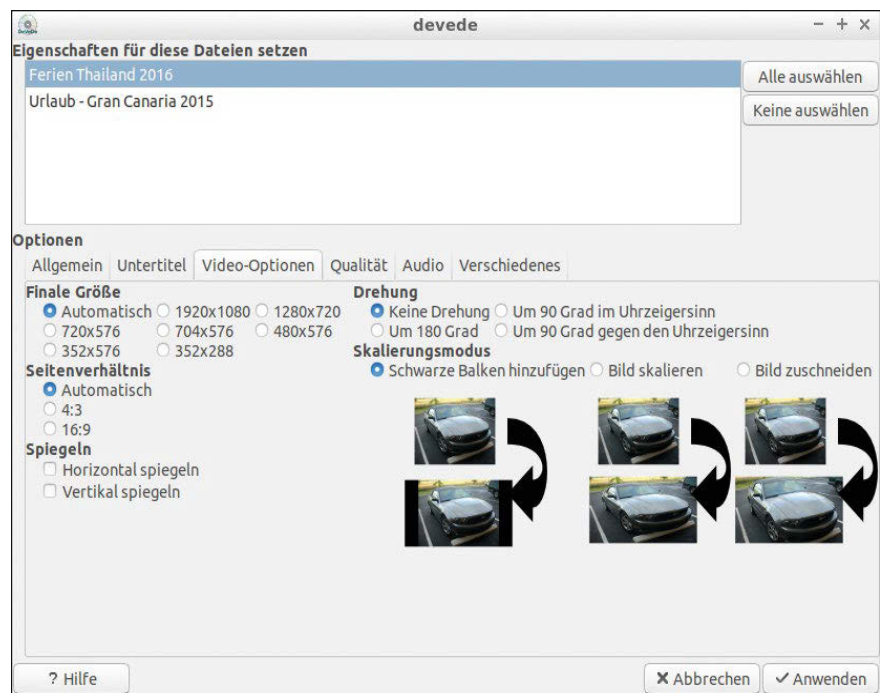 devede
Eigenschaften für diese Dateien setzen
Ferien Thailand 2016
Urlaub - Gran Canaria 2015
Alle auswählen
Keine auswählen
Optionen
Allgemein Untertitel Video-Optionen Qualität Audio Verschiedenes
Finale Größe
Automatisch 1920x1080 1280x720
720x576 704x576 480x576
352x576 352x288
Seitenverhältnis
Automatisch
4:3
16:9
Spiegeln
Horizontal spiegeln
Vertikal spiegeln
Drehung
Keine Drehung Um 90 Grad im Uhrzeigersinn
Um 180 Grad Um 90 Grad gegen den Uhrzeigersinn
Skalierungsmodus
Schwarze Balken hinzufügen Bild skalieren Bild zuschneiden
? Hilfe
Abbrechen
Anwenden